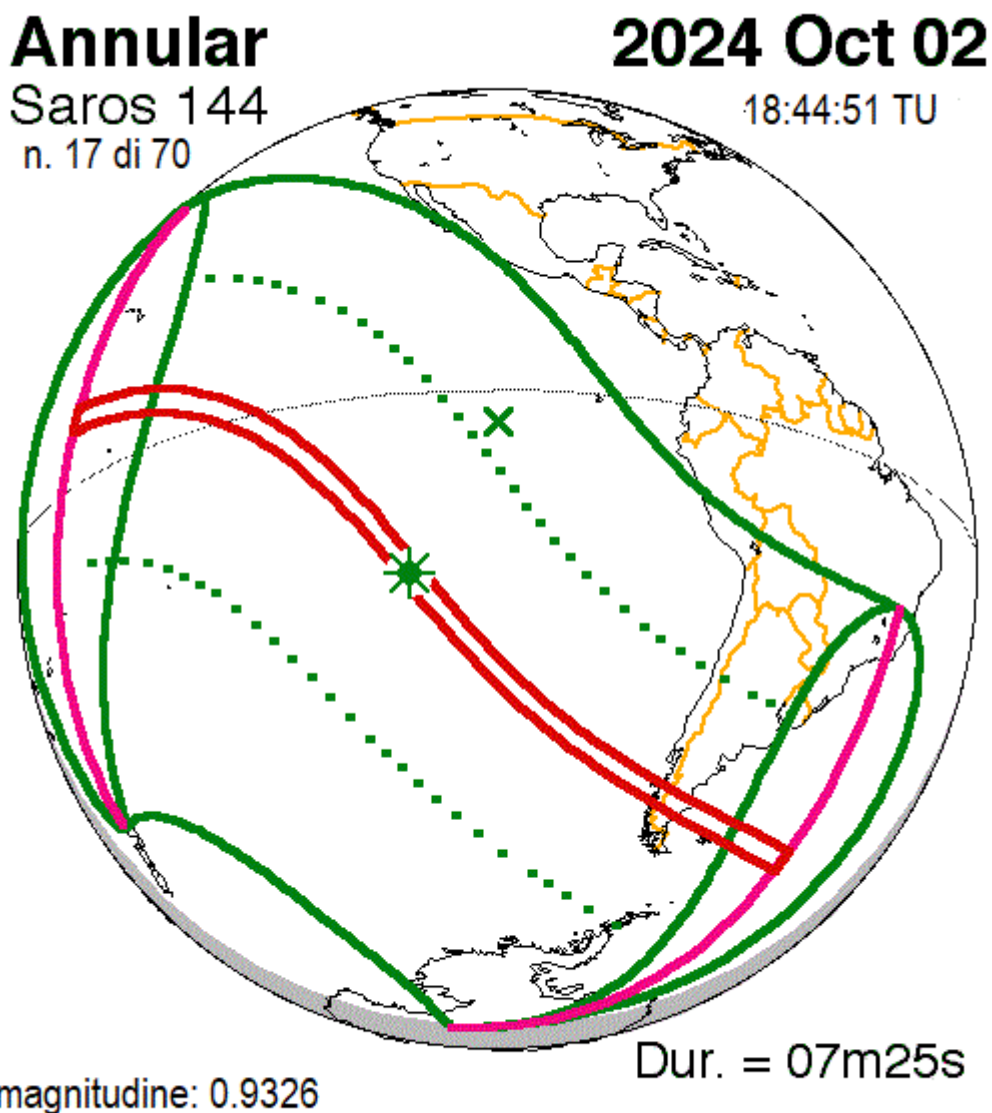 Annular
2024 Oct 02
Saros 144
18:44:51 TU
n. 17 di 70
Dur. = 07m25s
magnitudine: 0.9326